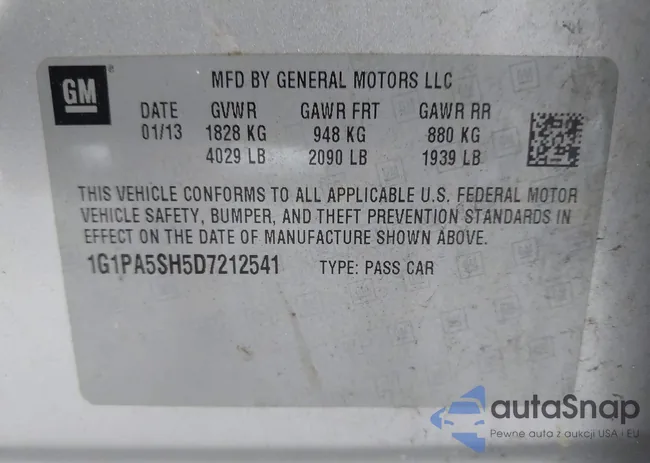 GM
MFD BY GENERAL MOTORS LLC
DATE GVWR GAWR FRT GAWR RR
01/13 1828 KG 948 KG 880 KG
4029 LB 2090 LB 1939 LB
THIS VEHICLE CONFORMS TO ALL APPLICABLE U.S. FEDERAL MOTOR
VEHICLE SAFETY, BUMPER, AND THEFT PREVENTION STANDARDS IN
EFFECT ON THE DATE OF MANUFACTURE SHOWN ABOVE.
1G1PA5SH5D7212541 TYPE: PASS CAR
autaSnap
Pewne auta z aukcji USA i EU